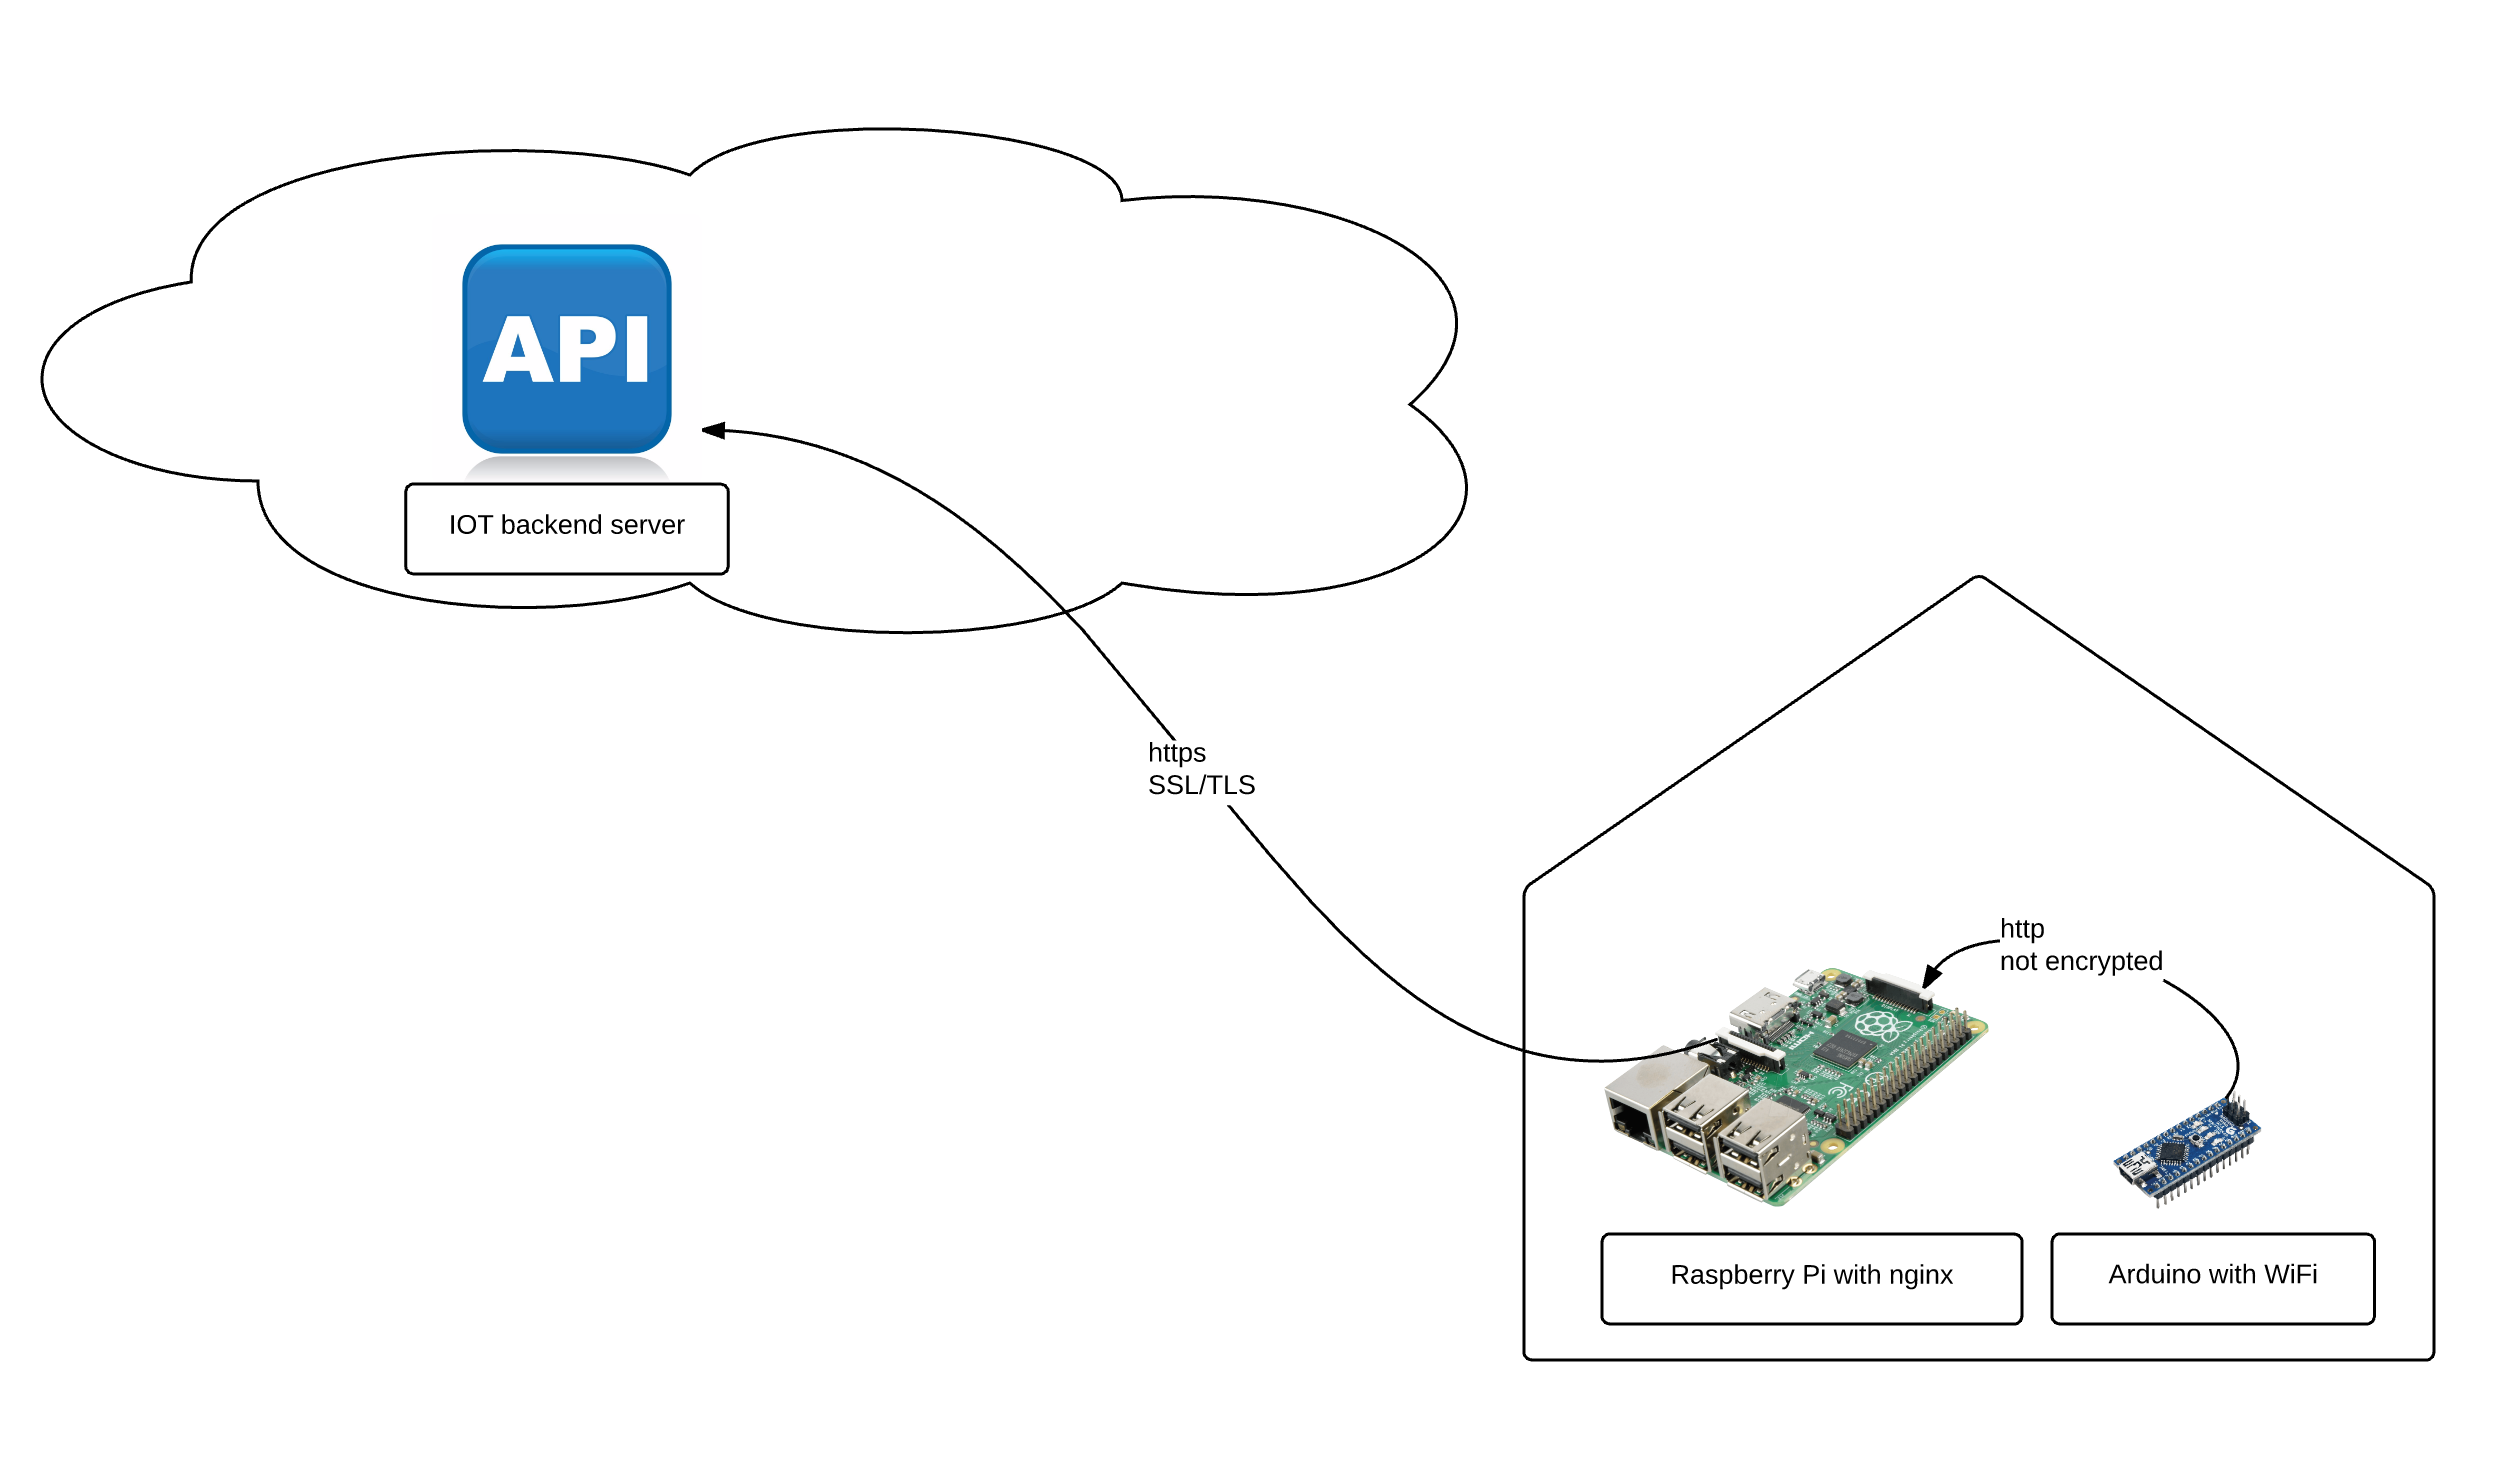 API
IOT backend server
https
SSL/TLS
http
not encrypted
Raspberry Pi with nginx
Arduino with WiFi